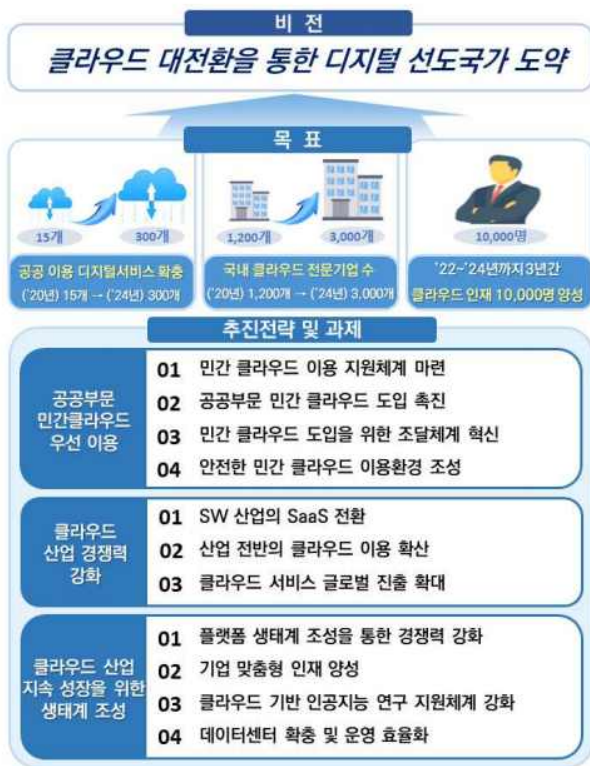 비 전
클라우드 대전환을 통한 디지털 선도국가 도약
목 표
15개
300개
공공 이용 디지털서비스 확충
('20년) 15개 → ('24년) 300개
1,200개
3,000개
국내 클라우드 전문기업 수
('20년) 1,200개 → ('24년) 3,000개
10,000명
'22~'24년까지3년간
클라우드 인재 10,000명 양성
추진전략 및 과제
공공부문
민간클라우드
우선 이용
01 민간 클라우드 이용 지원체계 마련
02 공공부문 민간 클라우드 도입 촉진
03 민간 클라우드 도입을 위한 조달체계 혁신
04 안전한 민간 클라우드 이용환경 조성
클라우드
산업 경쟁력
강화
01 SW 산업의 SaaS 전환
02 산업 전반의 클라우드 이용 확산
03 클라우드 서비스 글로벌 진출 확대
클라우드 산업
지속 성장을 위한
생태계 조성
01 플랫폼 생태계 조성을 통한 경쟁력 강화
02 기업 맞춤형 인재 양성
03 클라우드 기반 인공지능 연구 지원체계 강화
04 데이터센터 확충 및 운영 효율화